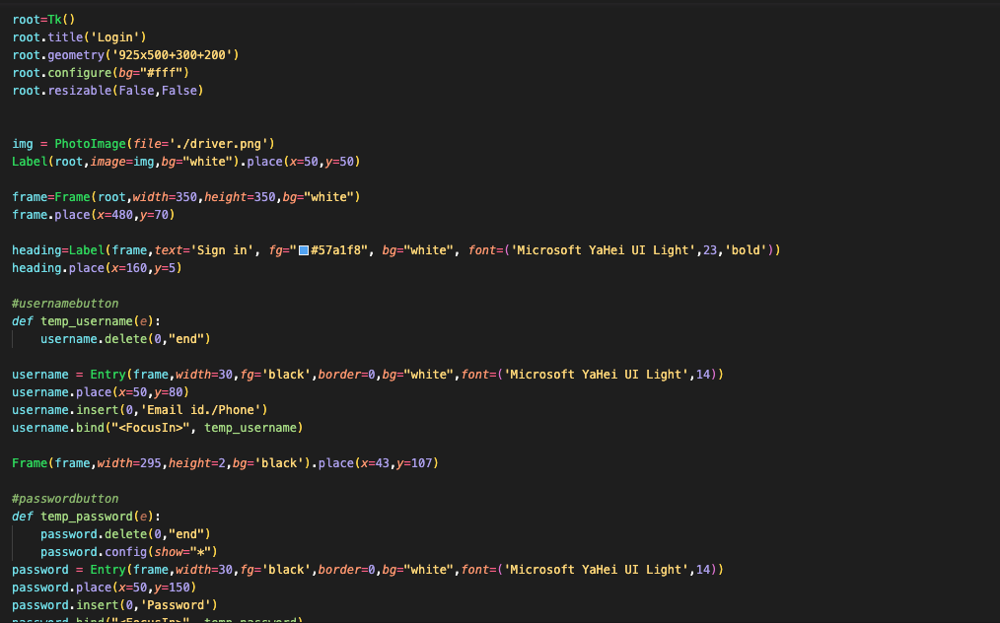 root=Tk()
root.title('Login')
root.geometry('925x500+300+200')
root.configure(bg="#fff")
root.resizable(False,False)
img = PhotoImage(file='./driver.png')
Label(root,image=img,bg="white").place(x=50,y=50)
frame=Frame(root,width=350,height=350,bg="white")
frame.place(x=480,y=70)
heading=Label(frame,text='Sign in', fg="#57a1f8", bg="white", font=('Microsoft YaHei UI Light',23,'bold'))
heading.place(x=160,y=5)
#usernamebutton
def temp_username(e):
    username.delete(0,"end")
username = Entry(frame,width=30,fg='black',border=0,bg="white",font=('Microsoft YaHei UI Light',14))
username.place(x=50,y=80)
username.insert(0,'Email id./Phone')
username.bind("<FocusIn>", temp_username)
Frame(frame,width=295,height=2,bg='black').place(x=43,y=107)
#passwordbutton
def temp_password(e):
    password.delete(0,"end")
    password.config(show="*")
password = Entry(frame,width=30,fg='black',border=0,bg="white",font=('Microsoft YaHei UI Light',14))
password.place(x=50,y=150)
password.insert(0,'Password')
password.bind("<FocusIn>", temp_password)